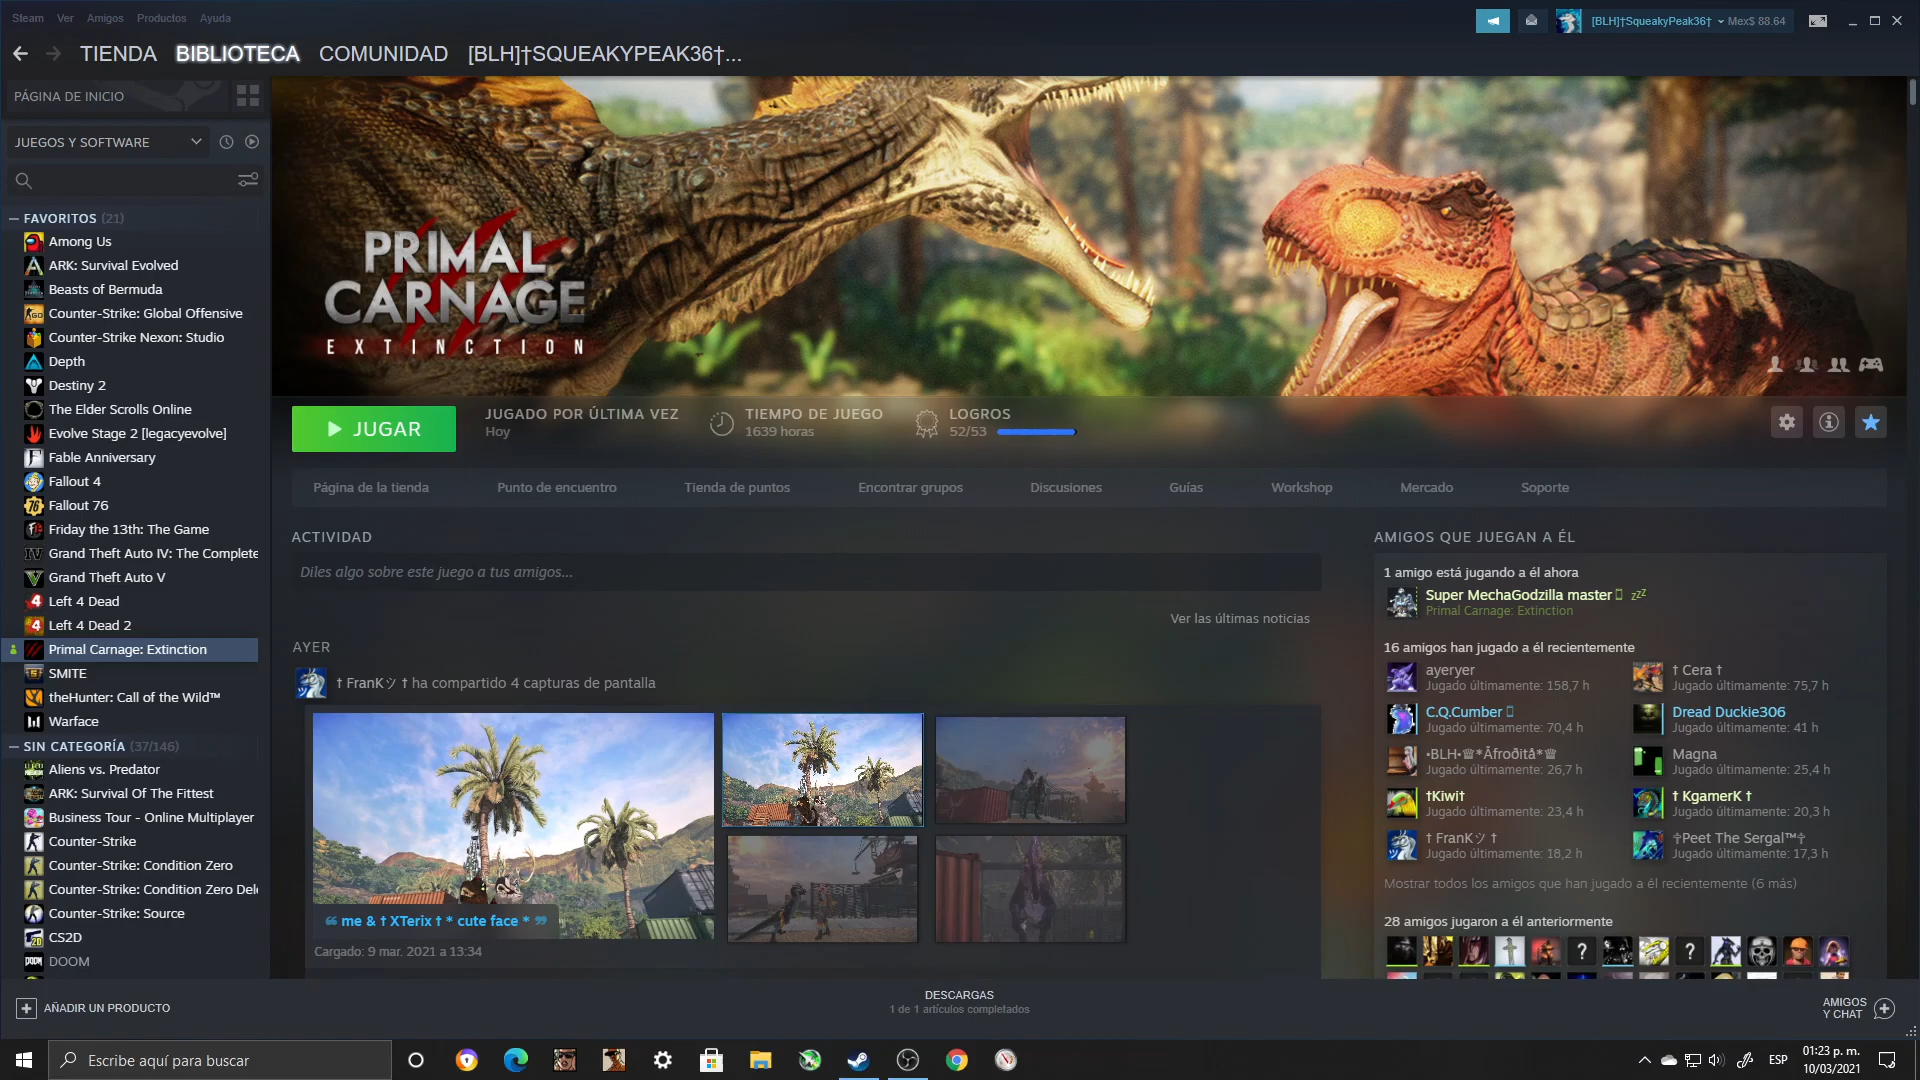 Steam Ver Amigos Productos Ayuda
[BLH]†SqueakyPeak36† Mex$ 88.64
TIENDA BIBLIOTECA COMUNIDAD [BLH]†SQUEAKYPEAK36†...
PÁGINA DE INICIO
JUEGOS Y SOFTWARE
— FAVORITOS (21)
Among Us
ARK: Survival Evolved
Beasts of Bermuda
Counter-Strike: Global Offensive
Counter-Strike Nexon: Studio
Depth
Destiny 2
The Elder Scrolls Online
Evolve Stage 2 [legacyevolve]
Fable Anniversary
Fallout 4
Fallout 76
Friday the 13th: The Game
Grand Theft Auto IV: The Complete
Grand Theft Auto V
Left 4 Dead
Left 4 Dead 2
Primal Carnage: Extinction
SMITE
theHunter: Call of the Wild™
Warface
— SIN CATEGORÍA (37/146)
Aliens vs. Predator
ARK: Survival Of The Fittest
Business Tour - Online Multiplayer
Counter-Strike
Counter-Strike: Condition Zero
Counter-Strike: Condition Zero Dele
Counter-Strike: Source
CS2D
DOOM
PRIMAL
CARNAGE
EXTINCTION
JUGAR
JUGADO POR ÚLTIMA VEZ
Hoy
TIEMPO DE JUEGO
1639 horas
LOGROS
52/53
Página de la tienda Punto de encuentro Tienda de puntos Encontrar grupos Discusiones Guías Workshop Mercado Soporte
ACTIVIDAD
Diles algo sobre este juego a tus amigos...
Ver las últimas noticias
AYER
† FranKツ † ha compartido 4 capturas de pantalla
❝ me & † XTerix † * cute face * ❞
Cargado: 9 mar. 2021 a 13:34
AMIGOS QUE JUEGAN A ÉL
1 amigo está jugando a él ahora
Super MechaGodzilla master zzZ
Primal Carnage: Extinction
16 amigos han jugado a él recientemente
ayeryer
Jugado últimamente: 158,7 h
† Cera †
Jugado últimamente: 75,7 h
C.Q.Cumber
Jugado últimamente: 70,4 h
Dread Duckie306
Jugado últimamente: 41 h
•BLH•♕*Åfroðitå*♕
Jugado últimamente: 26,7 h
Magna
Jugado últimamente: 25,4 h
†Kiwi†
Jugado últimamente: 23,4 h
† KgamerK †
Jugado últimamente: 20,3 h
† FranKツ †
Jugado últimamente: 18,2 h
✞Peet The Sergal™✞
Jugado últimamente: 17,3 h
Mostrar todos los amigos que han jugado a él recientemente (6 más)
28 amigos jugaron a él anteriormente
AÑADIR UN PRODUCTO
DESCARGAS
1 de 1 artículos completados
AMIGOS
Y CHAT
Escribe aquí para buscar
ESP
01:23 p. m.
10/03/2021